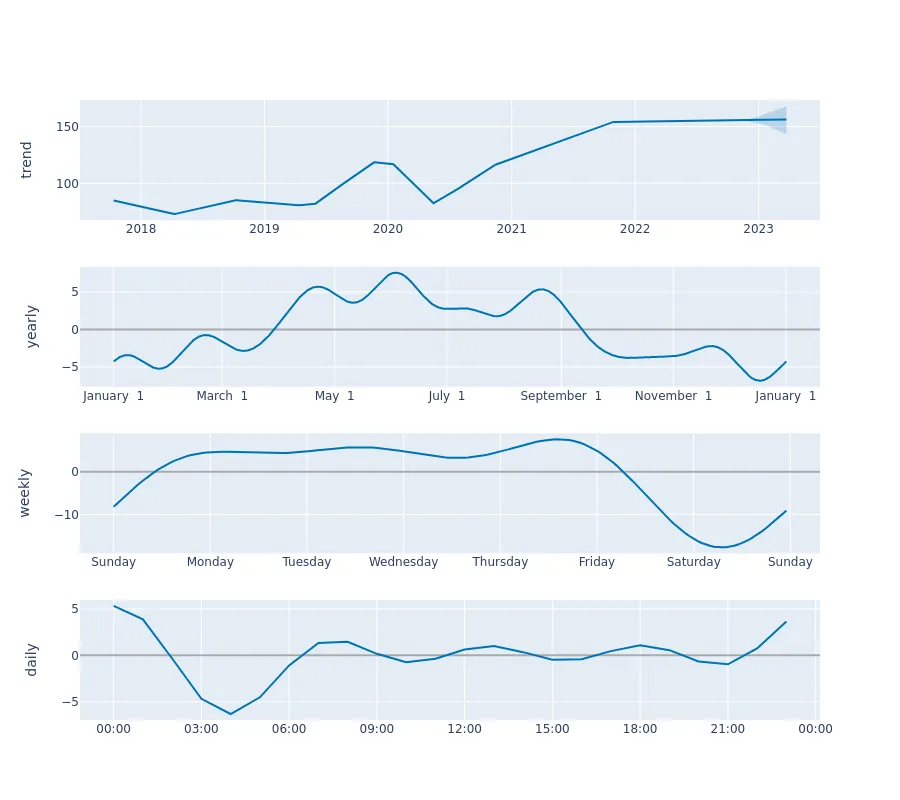 trend
150
100
2018 2019 2020 2021 2022 2023
yearly
5
0
−5
January 1 March 1 May 1 July 1 September 1 November 1 January 1
weekly
0
−10
Sunday Monday Tuesday Wednesday Thursday Friday Saturday Sunday
daily
5
0
−5
00:00 03:00 06:00 09:00 12:00 15:00 18:00 21:00 00:00